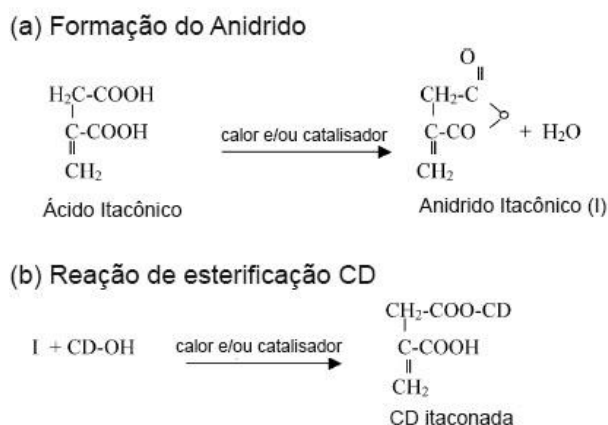 (a) Formação do Anidrido
O
H₂C-COOH CH₂-C
C-COOH calor e/ou catalisador C-CO O + H₂O
CH₂ CH₂
Ácido Itacônico Anidrido Itacônico (I)
(b) Reação de esterificação CD
CH₂-COO-CD
I + CD-OH calor e/ou catalisador C-COOH
CH₂
CD itaconada